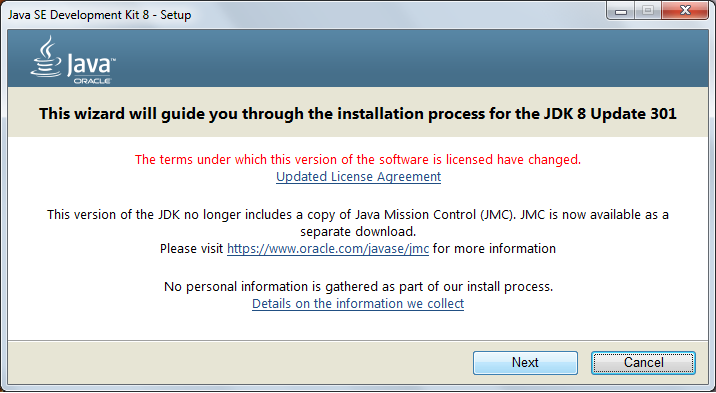 Java SE Development Kit 8 - Setup
Java™
ORACLE
This wizard will guide you through the installation process for the JDK 8 Update 301
The terms under which this version of the software is licensed have changed.
Updated License Agreement
This version of the JDK no longer includes a copy of Java Mission Control (JMC). JMC is now available as a
separate download.
Please visit https://www.oracle.com/javase/jmc for more information
No personal information is gathered as part of our install process.
Details on the information we collect
Next
Cancel